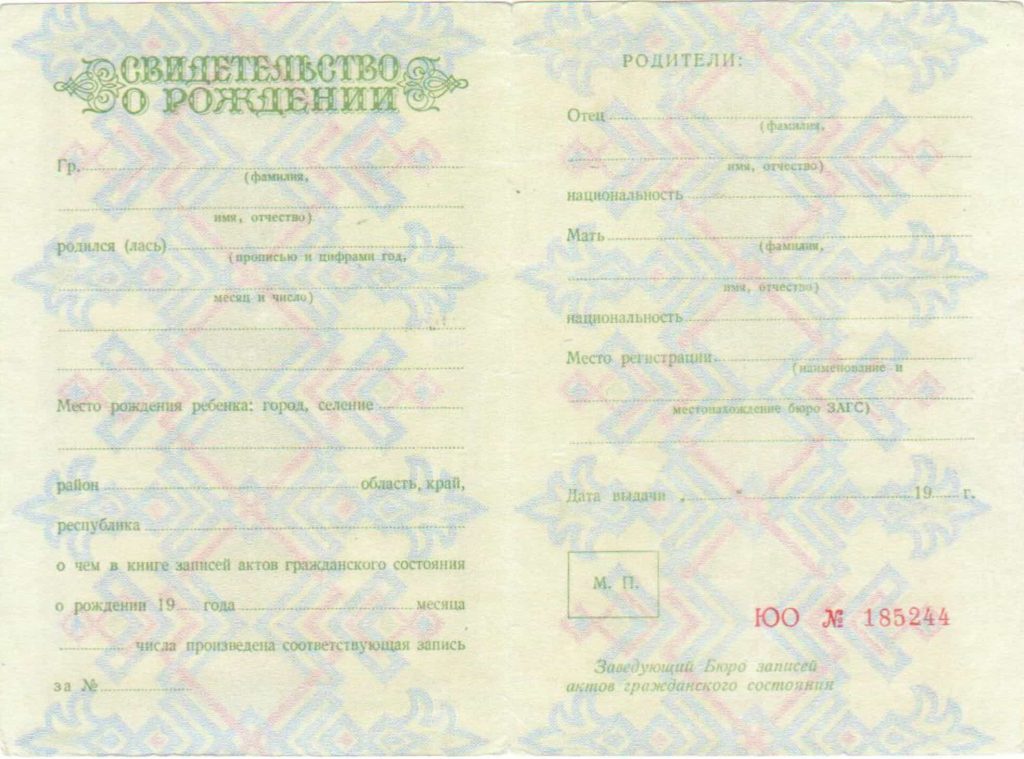 СВИДЕТЕЛЬСТВО
О РОЖДЕНИИ
Гр.
(фамилия,
имя, отчество)
родился (лась)
(прописью и цифрами год,
месяц и число)
Место рождения ребенка: город, селение
район область, край,
республика
о чем в книге записей актов гражданского состояния
о рождении 19 года месяца
числа произведена соответствующая запись
за №
РОДИТЕЛИ:
Отец
(фамилия,
имя, отчество)
национальность
Мать
(фамилия,
имя, отчество)
национальность
Место регистрации
(наименование и
местонахождение бюро ЗАГС)
Дата выдачи „ “ 19 г.
М. П.
ЮО № 185244
Заведующий Бюро записей
актов гражданского состояния